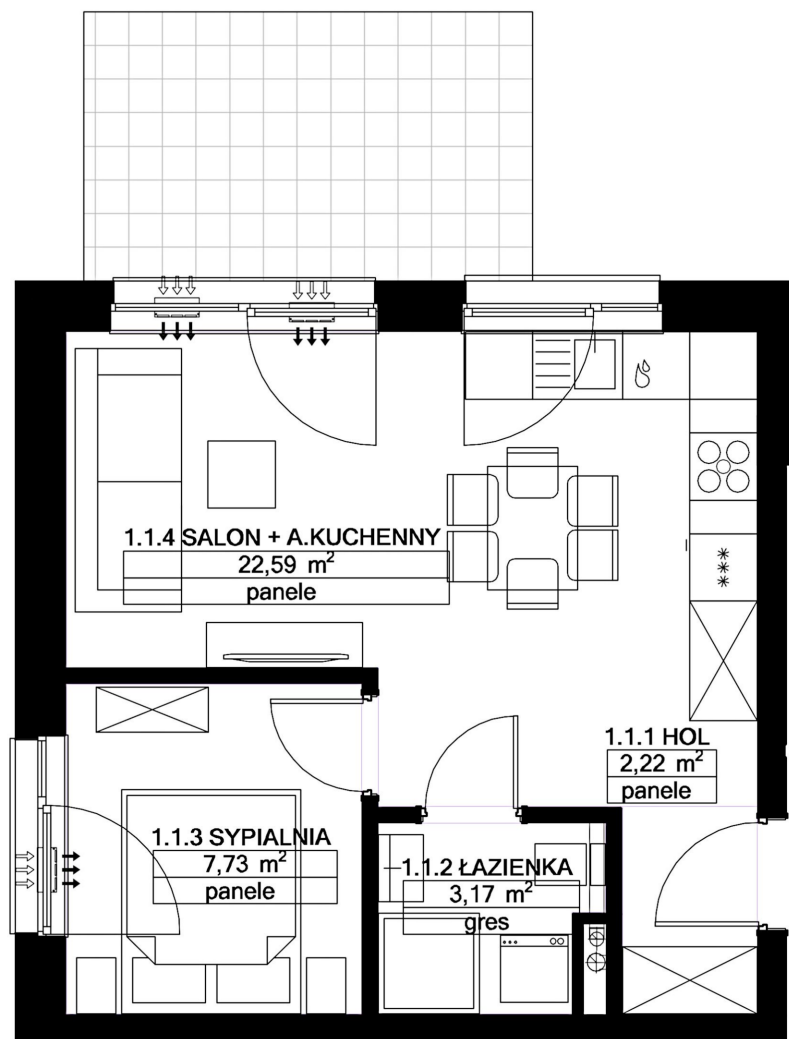 1.1.4 SALON + A.KUCHENNY
22,59 m²
panele
1.1.1 HOL
2,22 m²
panele
1.1.3 SYPIALNIA
7,73 m²
panele
1.1.2 ŁAZIENKA
3,17 m²
gres